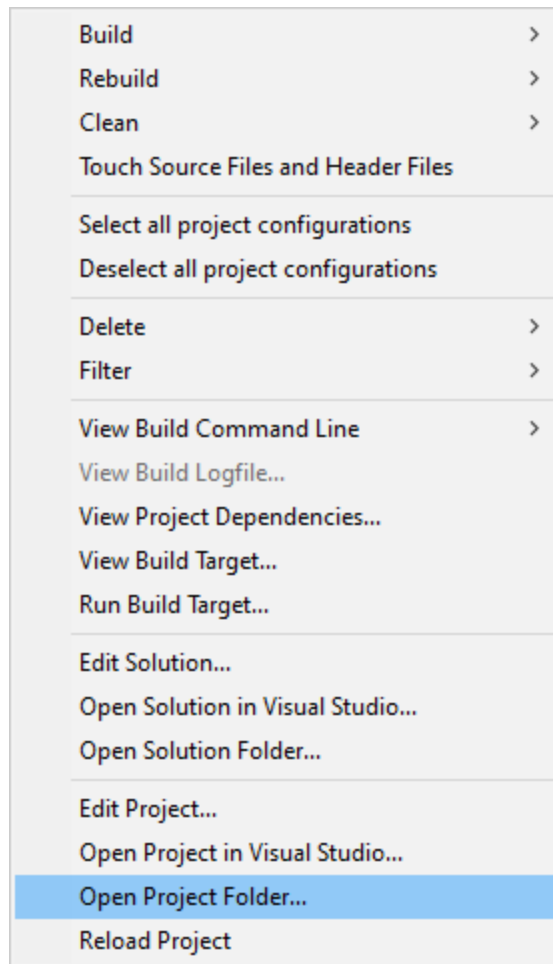 Build
Rebuild
Clean
Touch Source Files and Header Files
Select all project configurations
Deselect all project configurations
Delete
Filter
View Build Command Line
View Build Logfile...
View Project Dependencies...
View Build Target...
Run Build Target...
Edit Solution...
Open Solution in Visual Studio...
Open Solution Folder...
Edit Project...
Open Project in Visual Studio...
Open Project Folder...
Reload Project